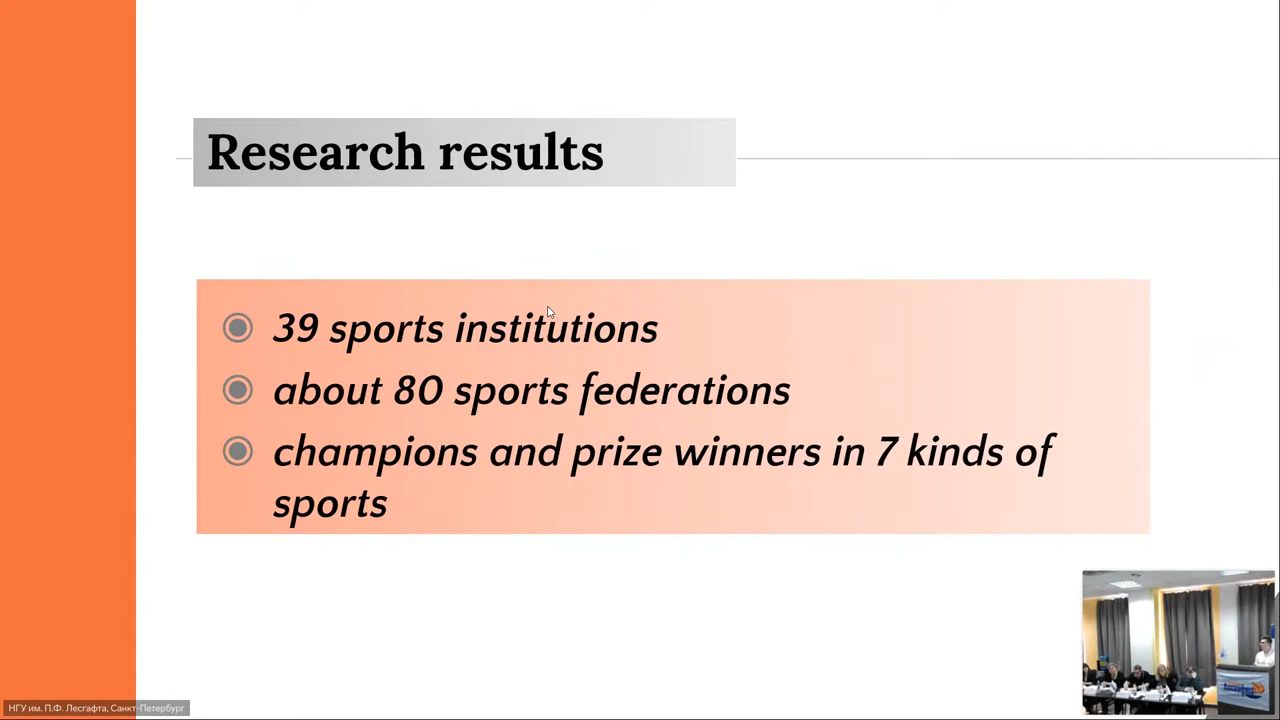 Research results
39 sports institutions
about 80 sports federations
champions and prize winners in 7 kinds of
sports
НГУ им. П.Ф. Лесгафта, Санкт-Петербург